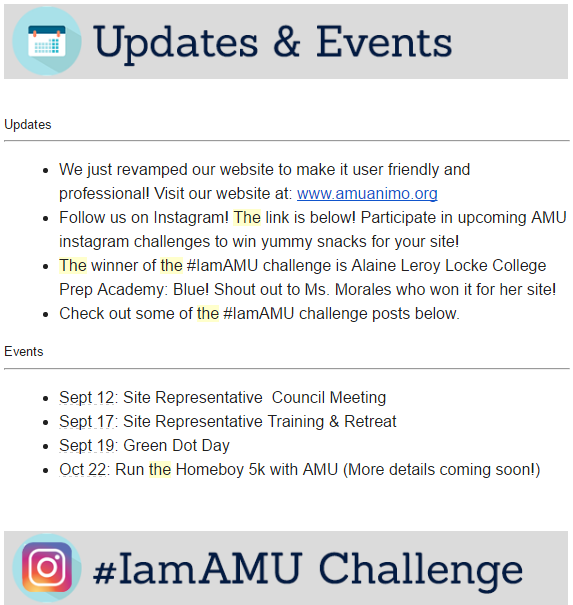 Updates & Events
Updates
We just revamped our website to make it user friendly and
professional! Visit our website at: www.amuanimo.org
Follow us on Instagram! The link is below! Participate in upcoming AMU
instagram challenges to win yummy snacks for your site!
The winner of the #IamAMU challenge is Alaine Leroy Locke College
Prep Academy: Blue! Shout out to Ms. Morales who won it for her site!
Check out some of the #IamAMU challenge posts below.
Events
Sept 12: Site Representative  Council Meeting
Sept 17: Site Representative Training & Retreat
Sept 19: Green Dot Day
Oct 22: Run the Homeboy 5k with AMU (More details coming soon!)
#IamAMU Challenge